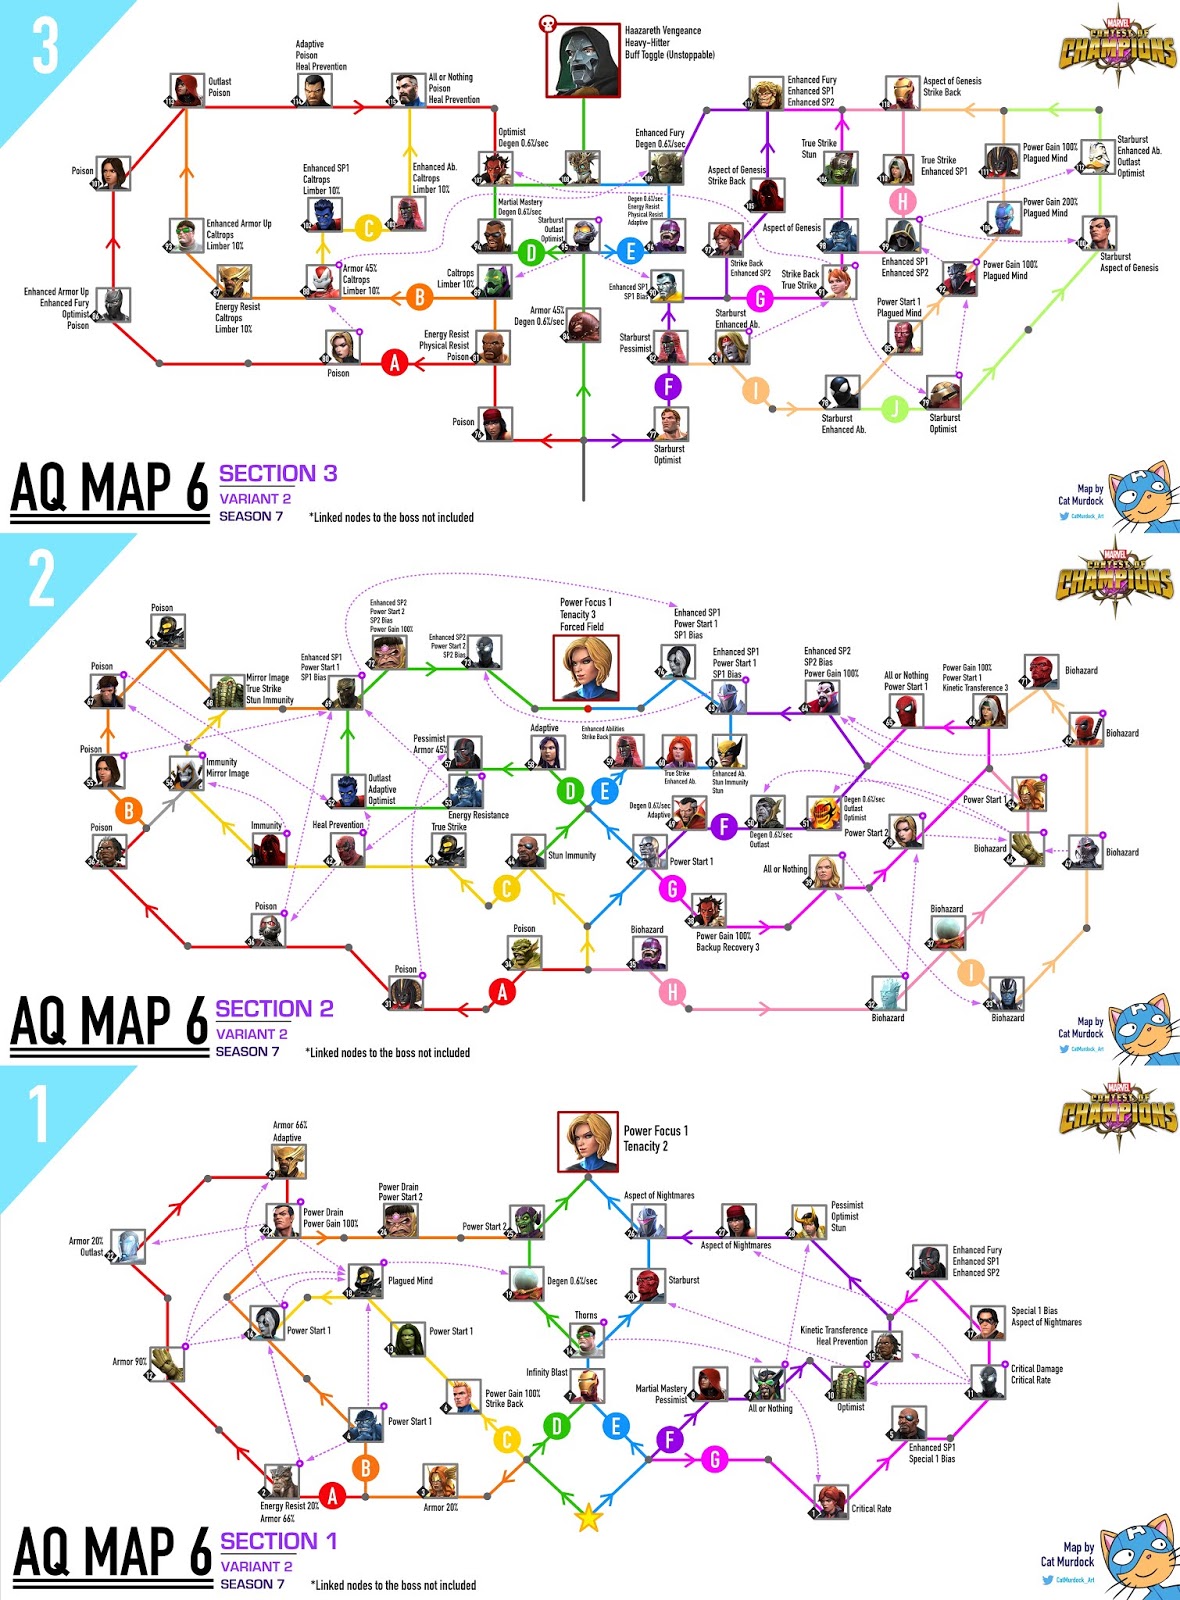 3
Haazareth Vengeance
Heavy-Hitter
Buff Toggle (Unstoppable)
MARVEL
CONTEST OF
CHAMPIONS
Outlast
Poison
Adaptive
Poison
Heal Prevention
All or Nothing
Poison
Heal Prevention
Enhanced Fury
Enhanced SP1
Enhanced SP2
Aspect of Genesis
Strike Back
Optimist
Degen 0.6%/sec
Enhanced Fury
Degen 0.6%/sec
True Strike
Stun
True Strike
Enhanced SP1
Power Gain 100%
Plagued Mind
Starburst
Enhanced Ab.
Outlast
Optimist
Poison
Enhanced SP1
Caltrops
Limber 10%
Enhanced Ab.
Caltrops
Limber 10%
Aspect of Genesis
Strike Back
Enhanced Armor Up
Caltrops
Limber 10%
C
Martial Mastery
Degen 0.6%/sec
D
Starburst
Outlast
Optimist
E
Degen 0.6%/sec
Energy Resist
Physical Resist
Adaptive
Aspect of Genesis
H
Power Gain 200%
Plagued Mind
Starburst
Aspect of Genesis
Enhanced Armor Up
Enhanced Fury
Optimist
Poison
Energy Resist
Caltrops
Limber 10%
Armor 45%
Caltrops
Limber 10%
B
Caltrops
Limber 10%
Enhanced SP1
SP1 Bias
Strike Back
Enhanced SP2
G
Strike Back
True Strike
Enhanced SP1
Enhanced SP2
Power Gain 100%
Plagued Mind
Armor 45%
Degen 0.6%/sec
Starburst
Enhanced Ab.
Power Start 1
Plagued Mind
Energy Resist
Physical Resist
Poison
Starburst
Pessimist
A
Poison
F
I
J
Starburst
Enhanced Ab.
Starburst
Optimist
Poison
Starburst
Optimist
AQ MAP 6
SECTION 3
VARIANT 2
SEASON 7
*Linked nodes to the boss not included
Map by
Cat Murdock
CatMurdock_Art
2
Power Focus 1
Tenacity 3
Forced Field
MARVEL
CONTEST OF
CHAMPIONS
Poison
Enhanced SP2
Power Start 2
SP2 Bias
Power Gain 100%
Enhanced SP2
Power Start 2
SP2 Bias
Enhanced SP1
Power Start 1
SP1 Bias
Poison
Mirror Image
True Strike
Stun Immunity
Enhanced SP1
Power Start 1
SP1 Bias
Enhanced SP1
Power Start 1
SP1 Bias
Enhanced SP2
SP2 Bias
Power Gain 100%
All or Nothing
Power Start 1
Power Gain 100%
Power Start 1
Kinetic Transference 3
Biohazard
Biohazard
Poison
Immunity
Mirror Image
Pessimist
Armor 45%
Adaptive
Enhanced Abilities
Strike Back
True Strike
Enhanced Ab.
Enhanced Ab.
Stun Immunity
Stun
B
Outlast
Adaptive
Optimist
Energy Resistance
D
E
Degen 0.6%/sec
Adaptive
F
Degen 0.6%/sec
Outlast
Degen 0.6%/sec
Outlast
Optimist
Power Start 1
Power Start 2
Poison
Immunity
Heal Prevention
True Strike
Stun Immunity
Power Start 1
All or Nothing
Biohazard
C
G
Poison
Poison
Biohazard
Power Gain 100%
Backup Recovery 3
Biohazard
Poison
A
H
I
Biohazard
Biohazard
AQ MAP 6
SECTION 2
VARIANT 2
SEASON 7
*Linked nodes to the boss not included
Map by
Cat Murdock
CatMurdock_Art
1
Power Focus 1
Tenacity 2
MARVEL
CONTEST OF
CHAMPIONS
Armor 66%
Adaptive
Power Drain
Power Gain 100%
Power Drain
Power Start 2
Power Start 2
Aspect of Nightmares
Aspect of Nightmares
Pessimist
Optimist
Stun
Armor 20%
Outlast
Enhanced Fury
Enhanced SP1
Enhanced SP2
Plagued Mind
Degen 0.6%/sec
Starburst
Power Start 1
Power Start 1
Thorns
Kinetic Transference
Heal Prevention
Special 1 Bias
Aspect of Nightmares
Armor 90%
Infinity Blast
Power Gain 100%
Strike Back
Martial Mastery
Pessimist
All or Nothing
Optimist
Critical Damage
Critical Rate
Power Start 1
C
D
E
F
G
Enhanced SP1
Special 1 Bias
B
Energy Resist 20%
Armor 66%
A
Armor 20%
Critical Rate
AQ MAP 6
SECTION 1
VARIANT 2
SEASON 7
*Linked nodes to the boss not included
Map by
Cat Murdock
CatMurdock_Art